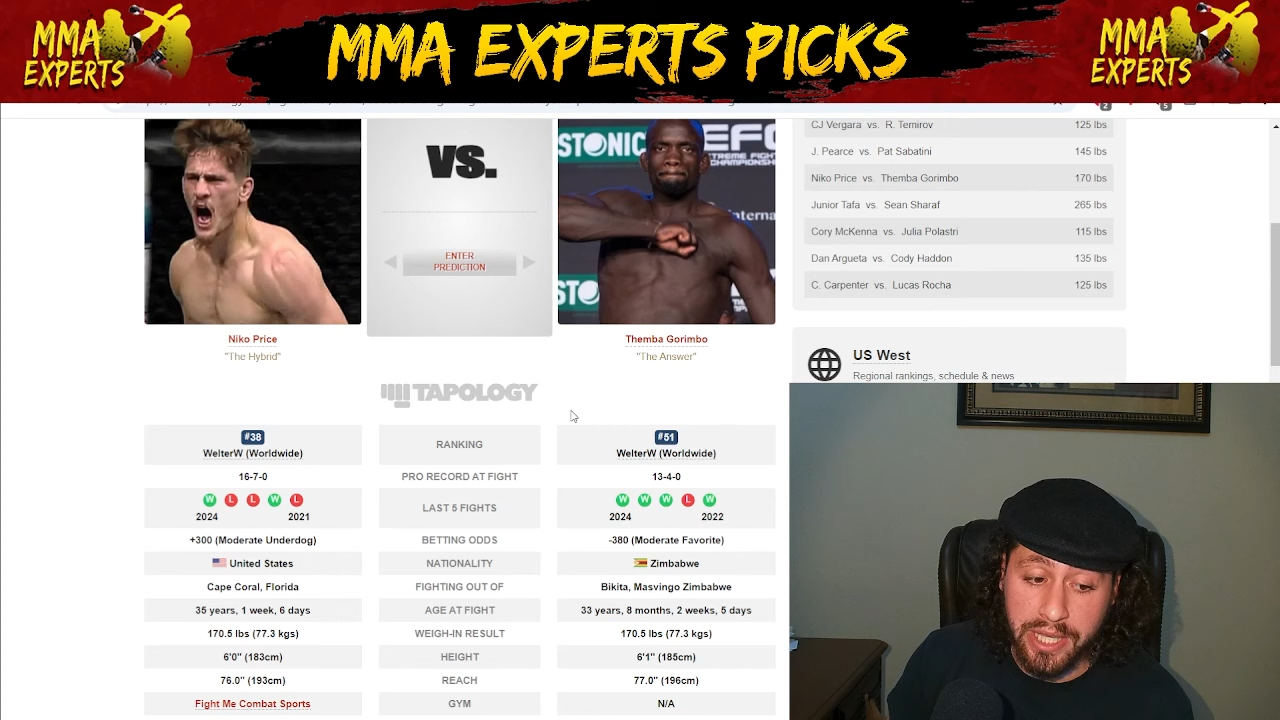 MMA
EXPERTS
MMA EXPERTS PICKS
MMA
EXPERTS
VS.
ENTER
PREDICTION
STONIC
EFC
Niko Price
"The Hybrid"
Themba Gorimbo
"The Answer"
TAPOLOGY
#38
WelterW (Worldwide)
RANKING
#51
WelterW (Worldwide)
16-7-0
PRO RECORD AT FIGHT
13-4-0
W L L W L
2024 2021
LAST 5 FIGHTS
W W W L W
2024 2022
+300 (Moderate Underdog)
BETTING ODDS
-380 (Moderate Favorite)
United States
NATIONALITY
Zimbabwe
Cape Coral, Florida
FIGHTING OUT OF
Bikita, Masvingo Zimbabwe
35 years, 1 week, 6 days
AGE AT FIGHT
33 years, 8 months, 2 weeks, 5 days
170.5 lbs (77.3 kgs)
WEIGH-IN RESULT
170.5 lbs (77.3 kgs)
6'0" (183cm)
HEIGHT
6'1" (185cm)
76.0" (193cm)
REACH
77.0" (196cm)
Fight Me Combat Sports
GYM
N/A
CJ Vergara vs. R. Temirov 125 lbs
J. Pearce vs. Pat Sabatini 145 lbs
Niko Price vs. Themba Gorimbo 170 lbs
Junior Tafa vs. Sean Sharaf 265 lbs
Cory McKenna vs. Julia Polastri 115 lbs
Dan Argueta vs. Cody Haddon 135 lbs
C. Carpenter vs. Lucas Rocha 125 lbs
US West
Regional rankings, schedule & news